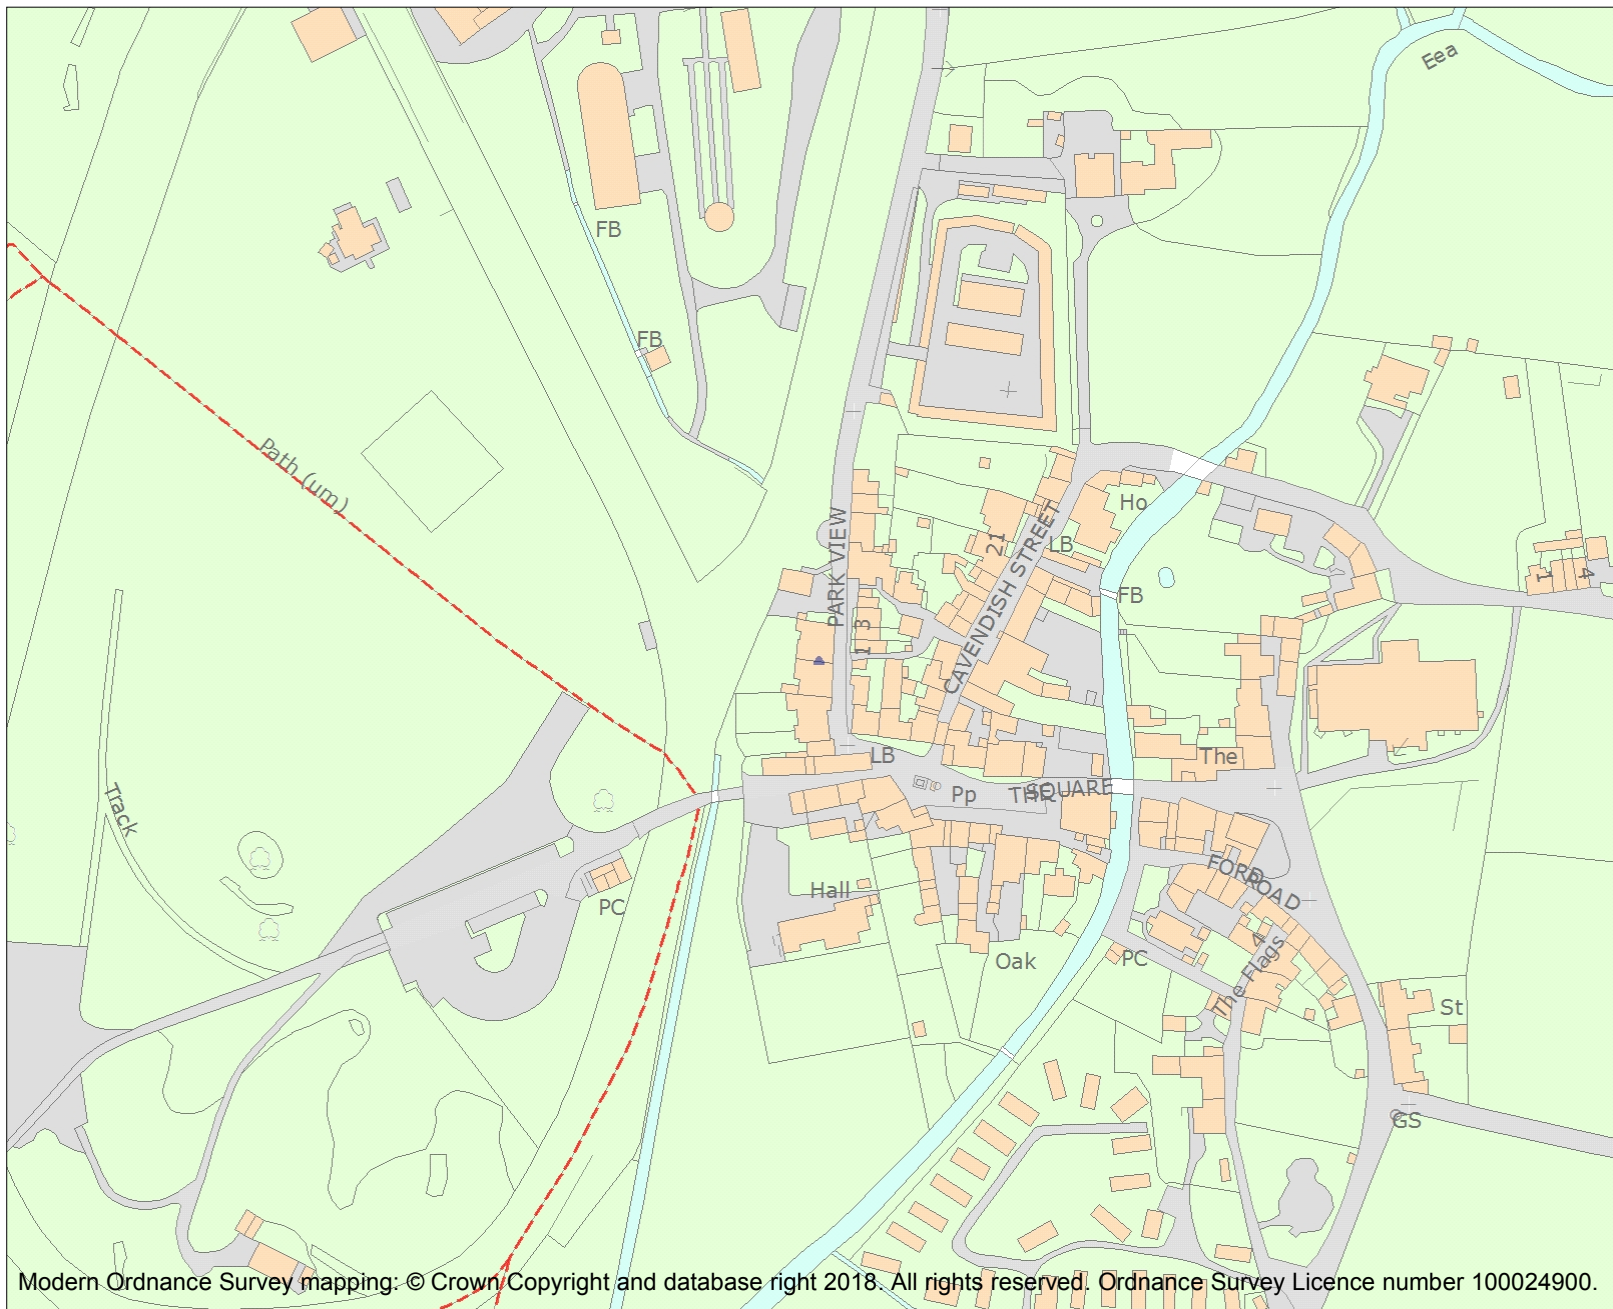 Eea
FB
FB
Path (um)
PARK VIEW
Ho
21
LB
CAVENDISH STREET
FB
1
4
3
1
LB
The
Pp
THE
SQUARE
Track
Hall
PC
FORD
ROAD
4
The Flags
Oak
PC
St
GS
Modern Ordnance Survey mapping: © Crown Copyright and database right 2018. All rights reserved. Ordnance Survey Licence number 100024900.